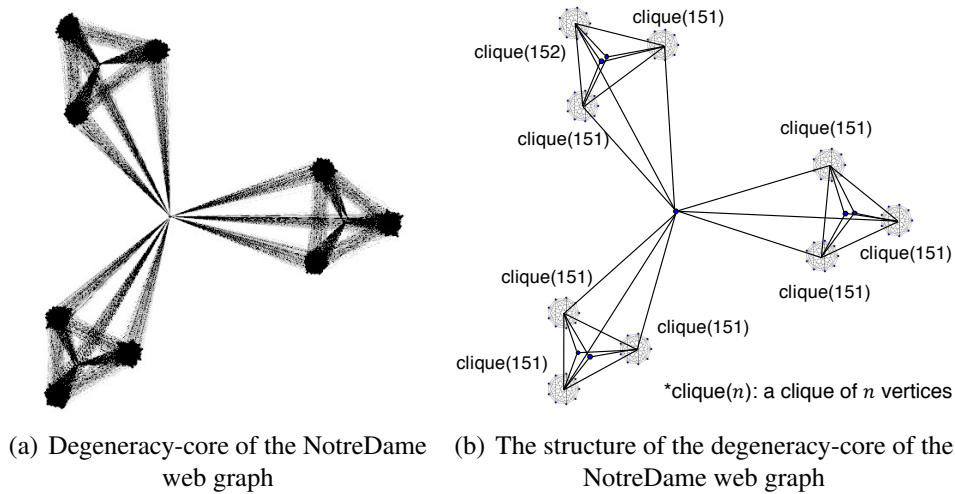 clique(151)
clique(152)
clique(151)
clique(151)
clique(151)
clique(151)
clique(151)
clique(151)
clique(151)
*clique(n): a clique of n vertices
(a) Degeneracy-core of the NotreDame
web graph
(b) The structure of the degeneracy-core of the
NotreDame web graph